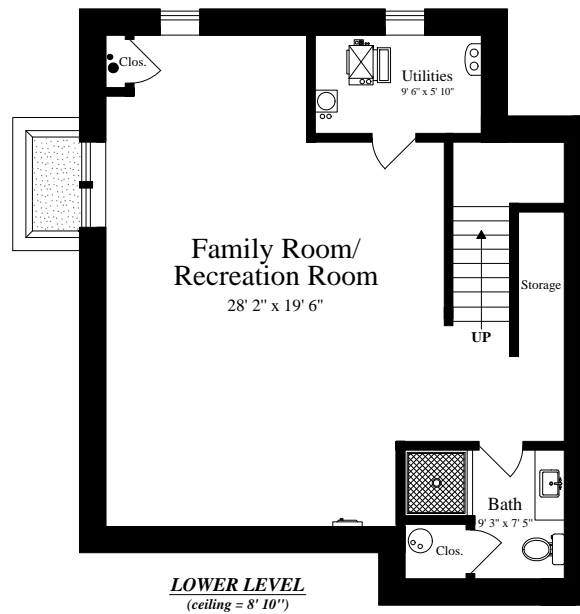 Clos.
Utilities
9' 6" x 5' 10"
Family Room/
Recreation Room
28' 2" x 19' 6"
Storage
UP
Bath
9' 3" x 7' 5"
Clos.
LOWER LEVEL
(ceiling = 8' 10")